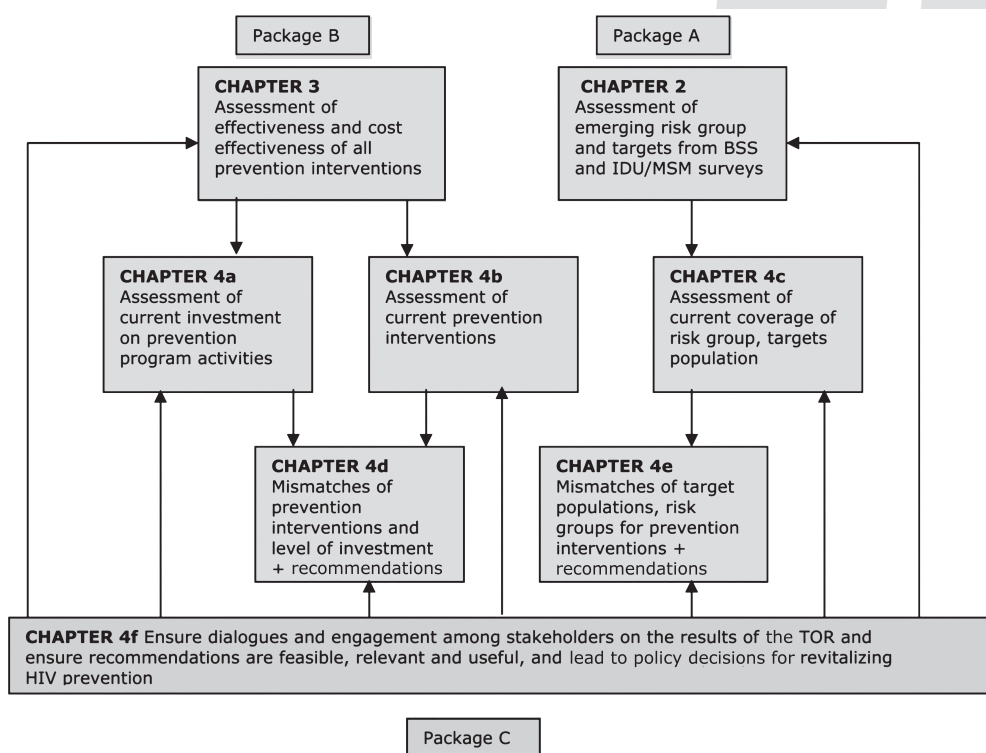 Package B
Package A
CHAPTER 3
Assessment of
effectiveness and cost
effectiveness of all
prevention interventions
CHAPTER 2
Assessment of
emerging risk group
and targets from BSS
and IDU/MSM surveys
CHAPTER 4a
Assessment of
current investment
on prevention
program activities
CHAPTER 4b
Assessment of
current prevention
interventions
CHAPTER 4c
Assessment of
current coverage of
risk group, targets
population
CHAPTER 4d
Mismatches of
prevention
interventions and
level of investment
+ recommendations
CHAPTER 4e
Mismatches of target
populations, risk
groups for prevention
interventions +
recommendations
CHAPTER 4f Ensure dialogues and engagement among stakeholders on the results of the TOR and
ensure recommendations are feasible, relevant and useful, and lead to policy decisions for revitalizing
HIV prevention
Package C